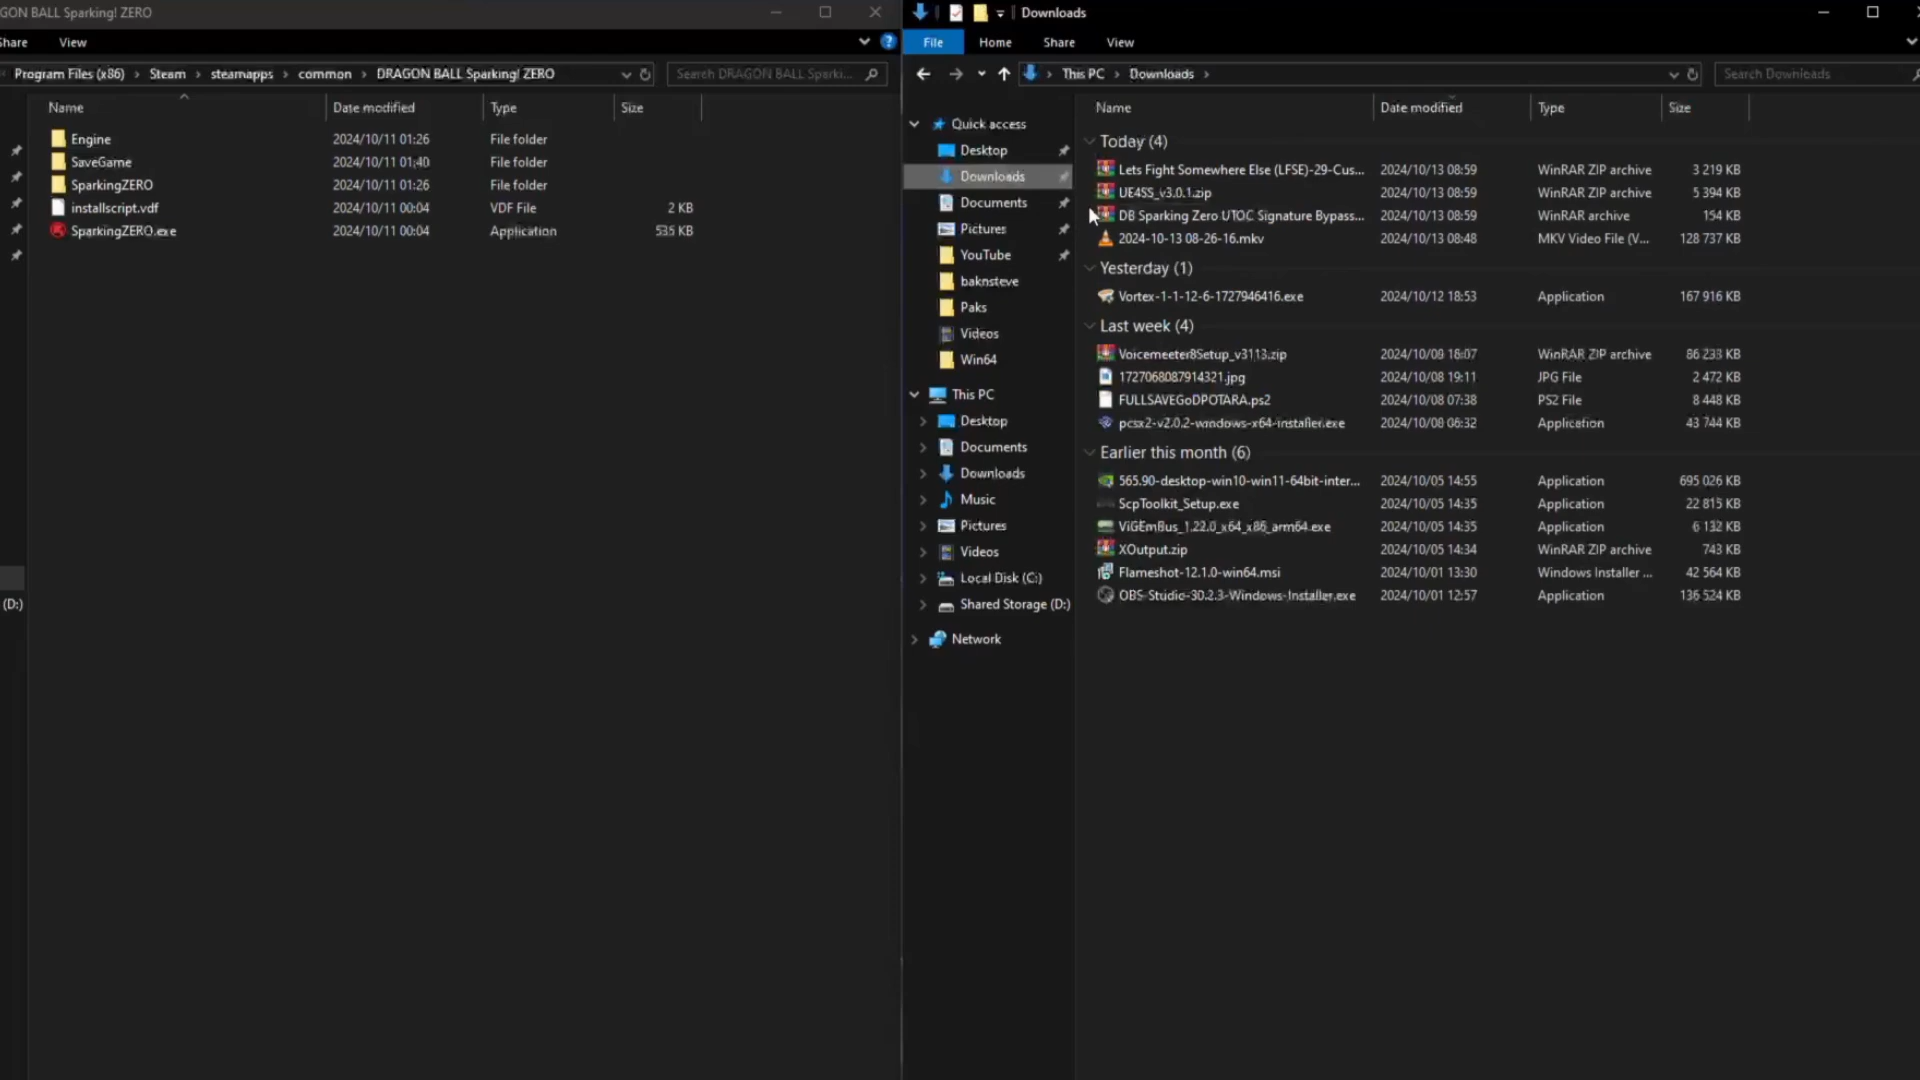 GON BALL Sparking! ZERO
Share View
Program Files (x86) › Steam › steamapps › common › DRAGON BALL Sparking! ZERO Search DRAGON BALL Sparki...
Name Date modified Type Size
Engine 2024/10/11 01:26 File folder
SaveGame 2024/10/11 01:40 File folder
SparkingZERO 2024/10/11 01:26 File folder
installscript.vdf 2024/10/11 00:04 VDF File 2 KB
SparkingZERO.exe 2024/10/11 00:04 Application 535 KB
(D:)
Downloads
File Home Share View
› This PC › Downloads › Search Downloads
Quick access
Desktop
Downloads
Documents
Pictures
YouTube
baknsteve
Paks
Videos
Win64
This PC
Desktop
Documents
Downloads
Music
Pictures
Videos
Local Disk (C:)
Shared Storage (D:)
Network
Name Date modified Type Size
Today (4)
Lets Fight Somewhere Else (LFSE)-29-Cus... 2024/10/13 08:59 WinRAR ZIP archive 3 219 KB
UE4SS_v3.0.1.zip 2024/10/13 08:59 WinRAR ZIP archive 5 394 KB
DB Sparking Zero UTOC Signature Bypass... 2024/10/13 08:59 WinRAR archive 154 KB
2024-10-13 08-26-16.mkv 2024/10/13 08:48 MKV Video File (V... 128 737 KB
Yesterday (1)
Vortex-1-1-12-6-1727946416.exe 2024/10/12 18:53 Application 167 916 KB
Last week (4)
Voicemeeter8Setup_v3113.zip 2024/10/09 18:07 WinRAR ZIP archive 86 233 KB
1727068087914321.jpg 2024/10/08 19:11 JPG File 2 472 KB
FULLSAVEGoDPOTARA.ps2 2024/10/08 07:38 PS2 File 8 448 KB
pcsx2-v2.0.2-windows-x64-installer.exe 2024/10/08 06:32 Application 43 744 KB
Earlier this month (6)
565.90-desktop-win10-win11-64bit-inter... 2024/10/05 14:55 Application 695 026 KB
ScpToolkit_Setup.exe 2024/10/05 14:35 Application 22 815 KB
ViGEmBus_1.22.0_x64_x86_arm64.exe 2024/10/05 14:35 Application 6 132 KB
XOutput.zip 2024/10/05 14:34 WinRAR ZIP archive 743 KB
Flameshot-12.1.0-win64.msi 2024/10/01 13:30 Windows Installer ... 42 564 KB
OBS-Studio-30.2.3-Windows-Installer.exe 2024/10/01 12:57 Application 136 524 KB